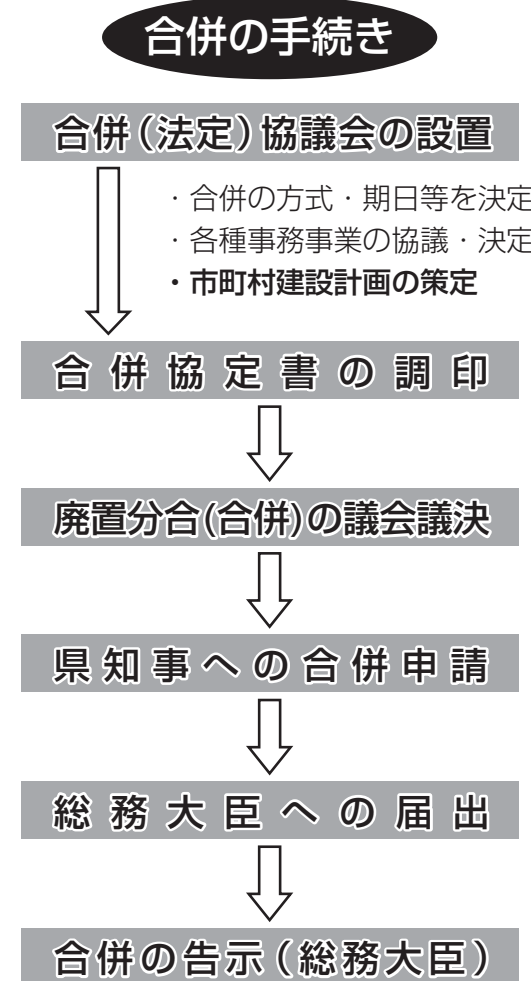 合併の手続き
合併(法定)協議会の設置
・合併の方式・期日等を決定
・各種事務事業の協議・決定
・市町村建設計画の策定
合併協定書の調印
廃置分合(合併)の議会議決
県知事への合併申請
総務大臣への届出
合併の告示(総務大臣)